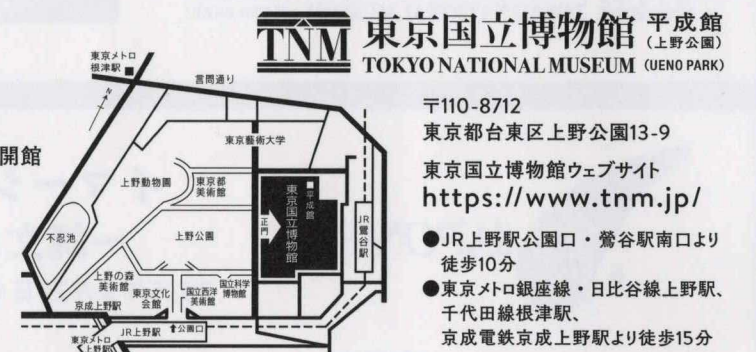 TNM
東京国立博物館 平成館
(上野公園)
TOKYO NATIONAL MUSEUM (UENO PARK)
〒110-8712
東京都台東区上野公園13-9
東京国立博物館ウェブサイト
https://www.tnm.jp/
●JR上野駅公園口・鶯谷駅南口より
徒歩10分
●東京メトロ銀座線・日比谷線上野駅、
千代田線根津駅、
京成電鉄京成上野駅より徒歩15分
開館
東京メトロ
根津駅
N
言問通り
東京藝術大学
上野動物園
東京都
美術館
平成館
東京国立博物館
正門
JR鶯谷駅
不忍池
上野公園
上野の森
美術館
東京文化
会館
国立西洋
美術館
国立科学
博物館
京成上野駅
JR上野駅
公園口
東京メトロ
上野駅